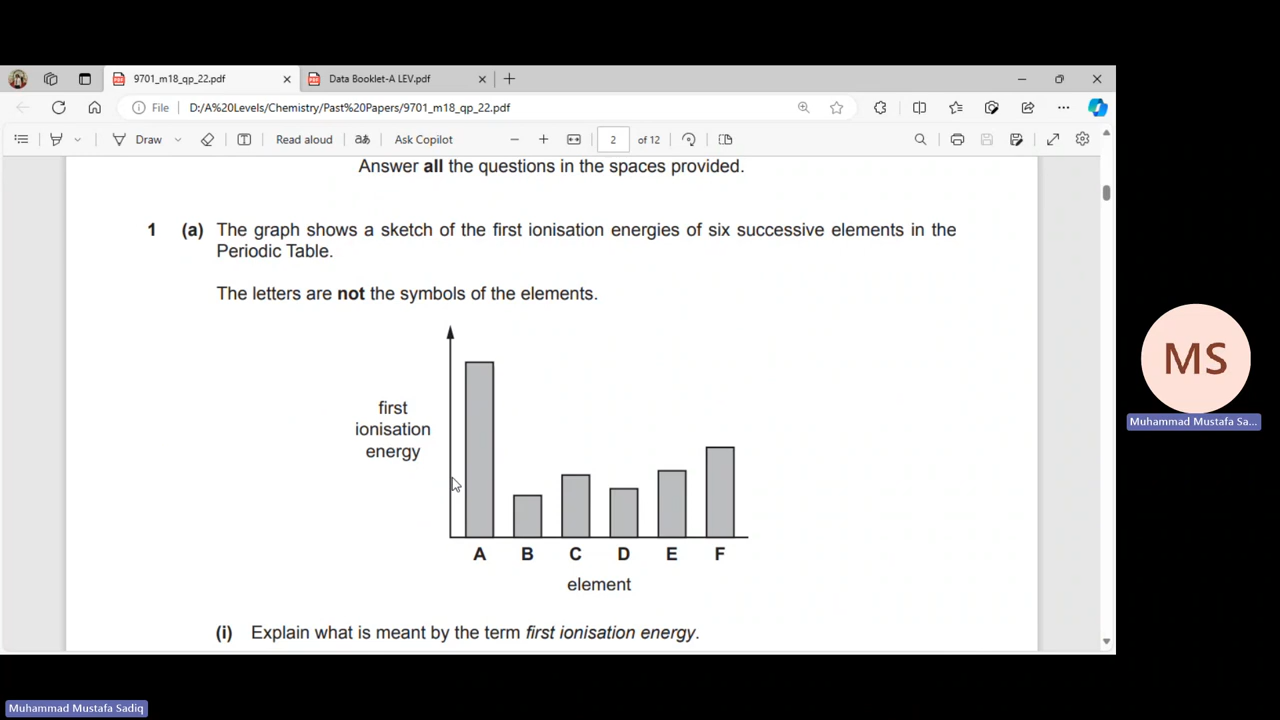 9701_m18_qp_22.pdf
Data Booklet-A LEV.pdf
File
D:/A%20Levels/Chemistry/Past%20Papers/9701_m18_qp_22.pdf
Draw
Read aloud
Ask Copilot
2 of 12
Answer all the questions in the spaces provided.
1 (a) The graph shows a sketch of the first ionisation energies of six successive elements in the
Periodic Table.
The letters are not the symbols of the elements.
first
ionisation
energy
A B C D E F
element
(i) Explain what is meant by the term first ionisation energy.
MS
Muhammad Mustafa Sa...
Muhammad Mustafa Sadiq